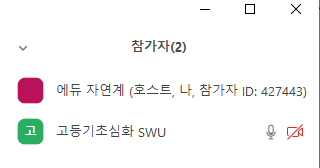 참가자(2)
에듀 자연계 (호스트, 나, 참가자 ID: 427443)
고 고등기초심화 SWU